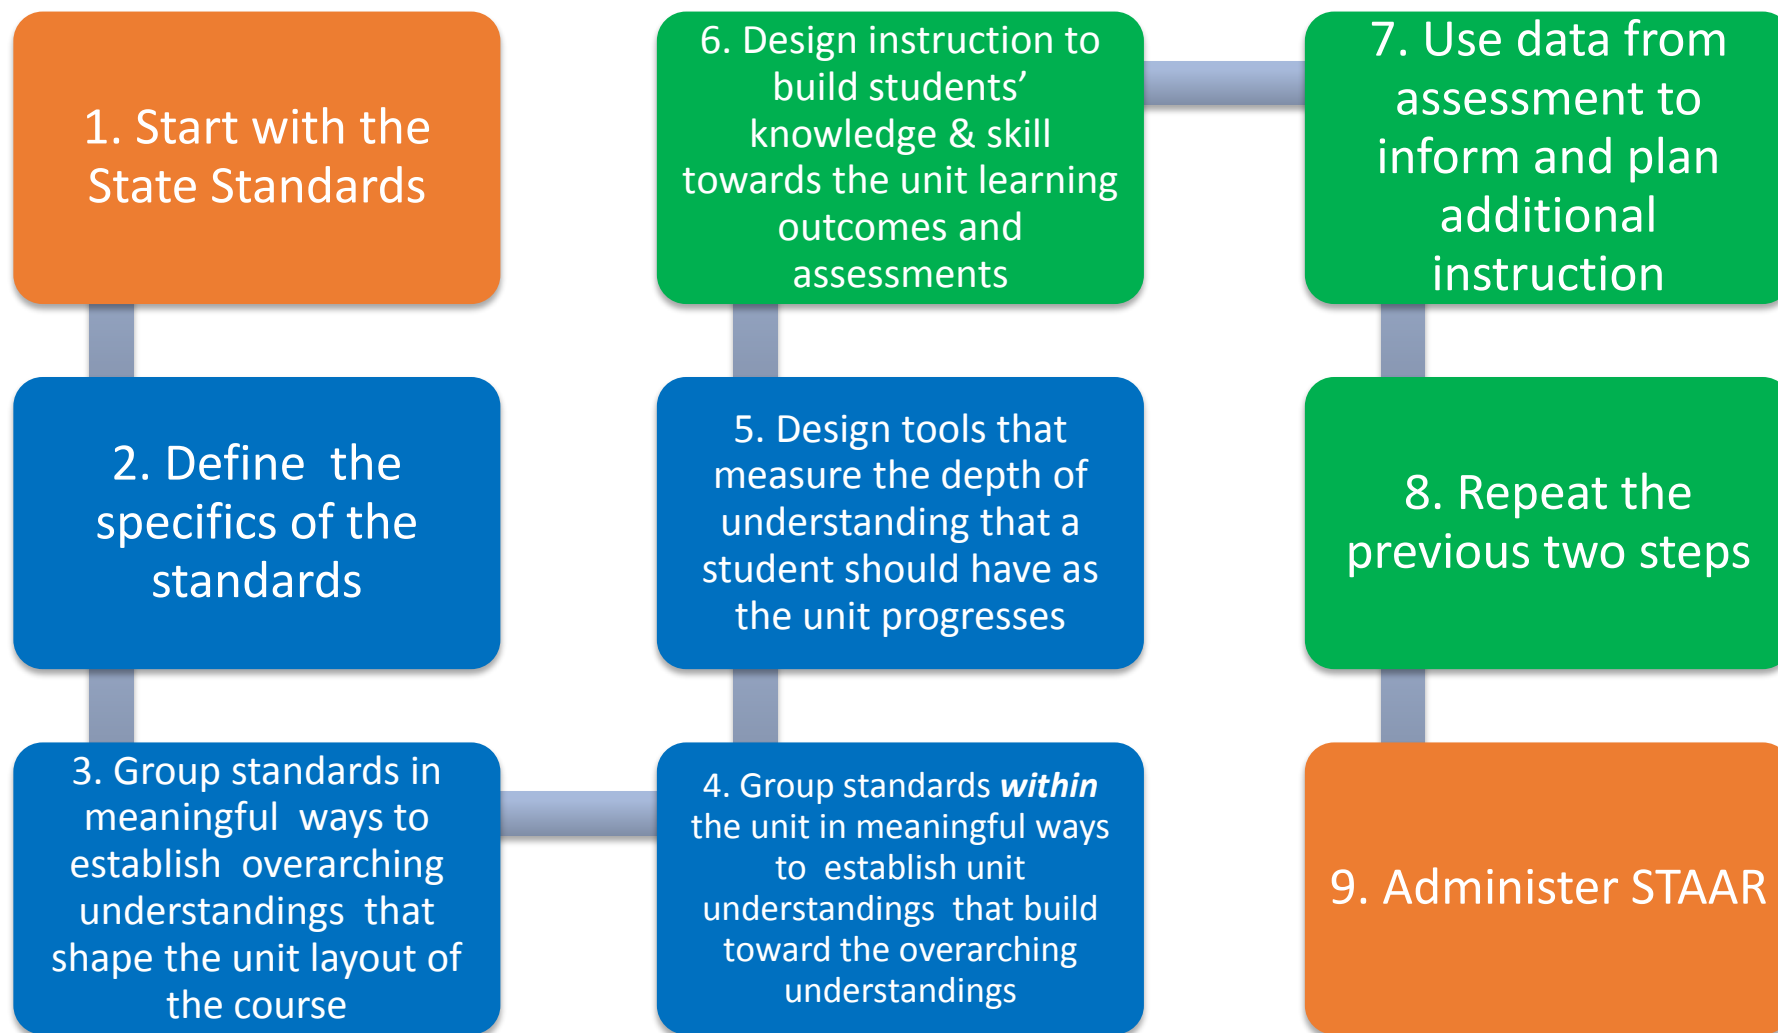 1. Start with the
State Standards
2. Define  the
specifics of the
standards
3. Group standards in
meaningful  ways to
establish  overarching
understandings  that
shape the unit layout of
the course
4. Group standards within
the unit in meaningful ways
to  establish unit
understandings  that build
toward the overarching
understandings
5. Design tools that
measure the depth of
understanding that a
student should have as
the unit progresses
6. Design instruction to
build students’
knowledge & skill
towards the unit learning
outcomes and
assessments
7. Use data from
assessment to
inform and plan
additional
instruction
8. Repeat the
previous two steps
9. Administer STAAR